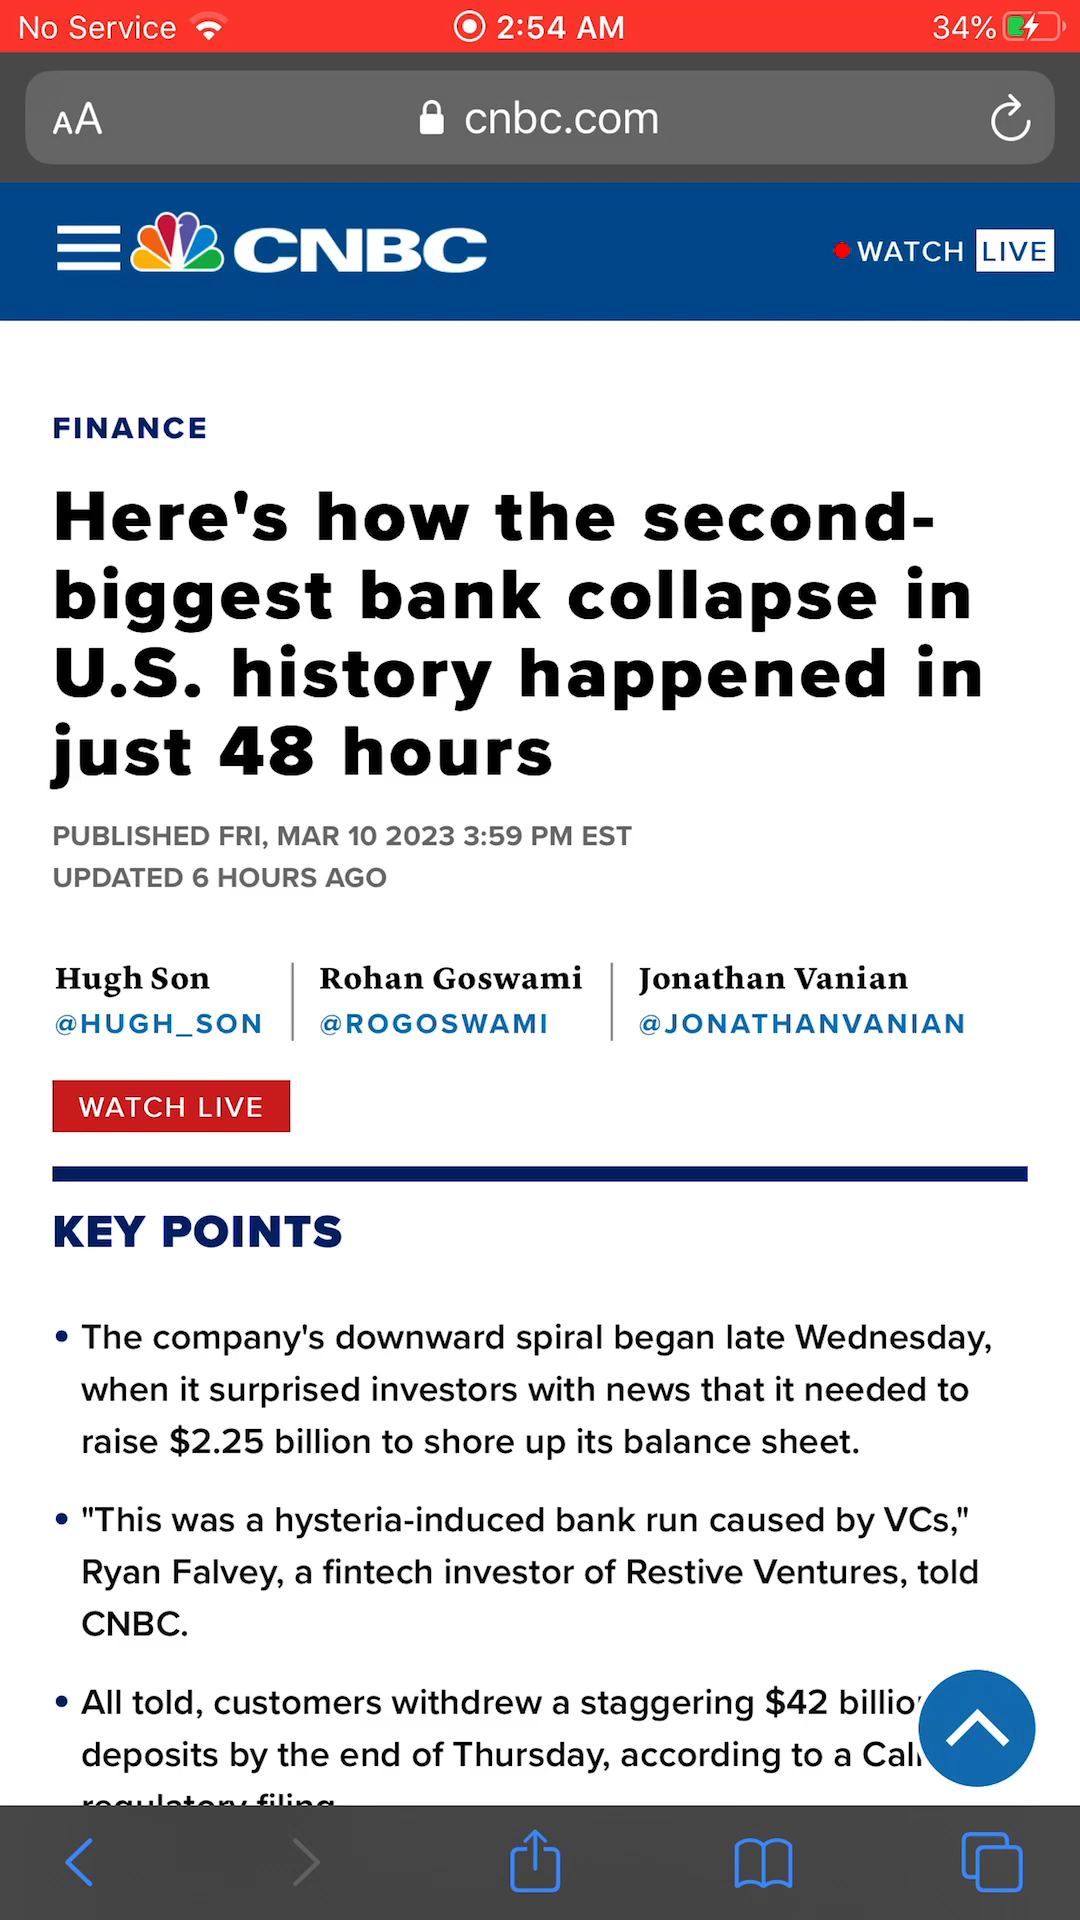 No Service 2:54 AM 34%
AA cnbc.com
CNBC WATCH LIVE
FINANCE
Here's how the second-
biggest bank collapse in
U.S. history happened in
just 48 hours
PUBLISHED FRI, MAR 10 2023 3:59 PM EST
UPDATED 6 HOURS AGO
Hugh Son Rohan Goswami Jonathan Vanian
@HUGH_SON @ROGOSWAMI @JONATHANVANIAN
WATCH LIVE
KEY POINTS
• The company's downward spiral began late Wednesday,
when it surprised investors with news that it needed to
raise $2.25 billion to shore up its balance sheet.
• "This was a hysteria-induced bank run caused by VCs,"
Ryan Falvey, a fintech investor of Restive Ventures, told
CNBC.
• All told, customers withdrew a staggering $42 billio
deposits by the end of Thursday, according to a Cali
regulatory filing